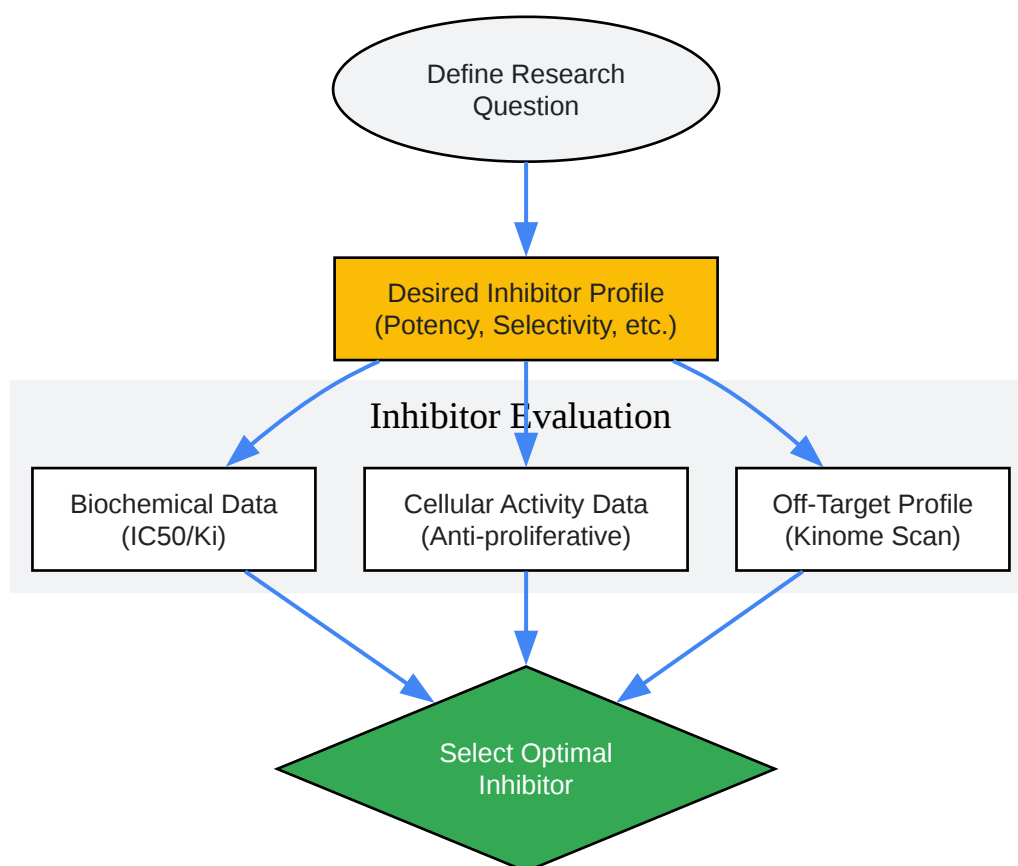 Define Research
Question
Desired Inhibitor Profile
(Potency, Selectivity, etc.)
Inhibitor Evaluation
Biochemical Data
(IC50/Ki)
Cellular Activity Data
(Anti-proliferative)
Off-Target Profile
(Kinome Scan)
Select Optimal
Inhibitor